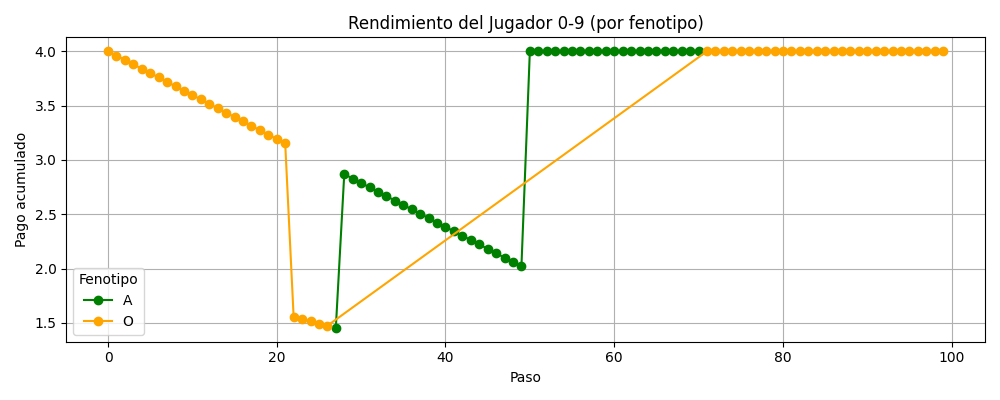 Rendimiento del Jugador 0-9 (por fenotipo)
Pago acumulado
4.0
3.5
3.0
2.5
2.0
1.5
Fenotipo
A
O
0 20 40 60 80 100
Paso